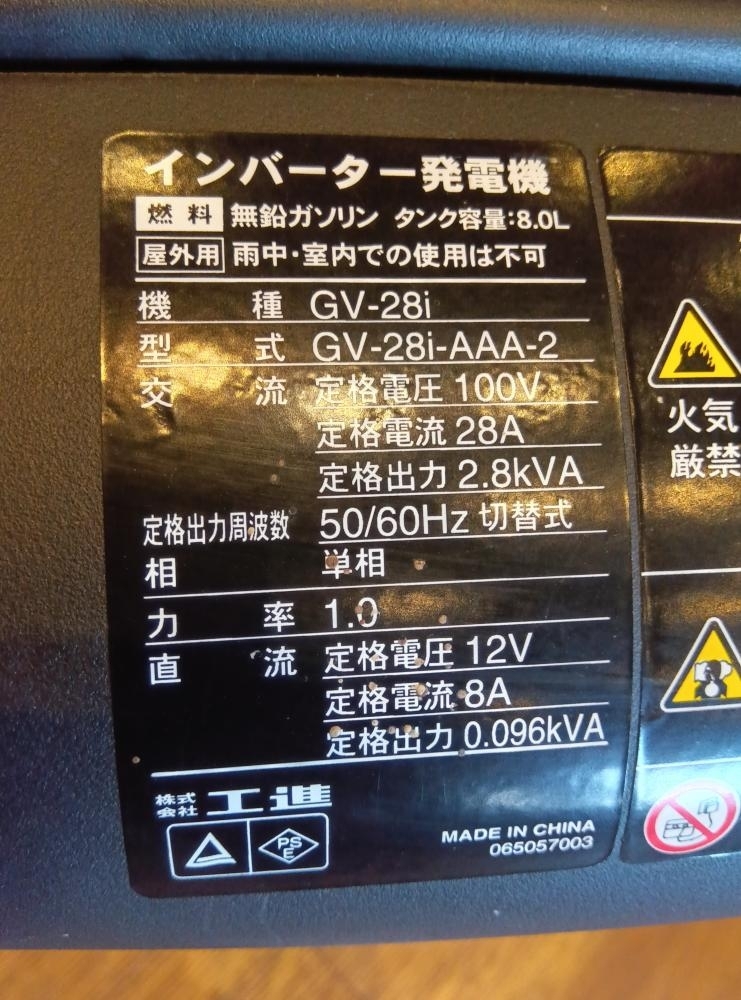 インバーター発電機
燃料 無鉛ガソリン タンク容量:8.0L
屋外用 雨中・室内での使用は不可
機種 GV-28i
型式 GV-28i-AAA-2
交流 定格電圧 100V
定格電流 28A
定格出力 2.8kVA
定格出力周波数 50/60Hz 切替式
相 単相
力率 1.0
直流 定格電圧 12V
定格電流 8A
定格出力 0.096kVA
株式会社 工進
PSE
MADE IN CHINA
065057003
火気
厳禁